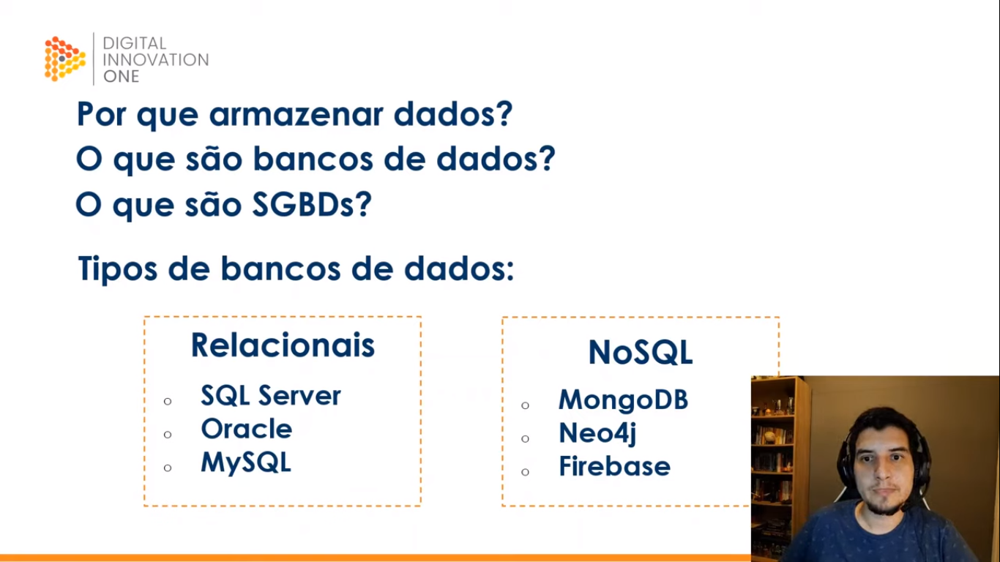 DIGITAL
INNOVATION
ONE
Por que armazenar dados?
O que são bancos de dados?
O que são SGBDs?
Tipos de bancos de dados:
Relacionais
SQL Server
Oracle
MySQL
NoSQL
MongoDB
Neo4j
Firebase